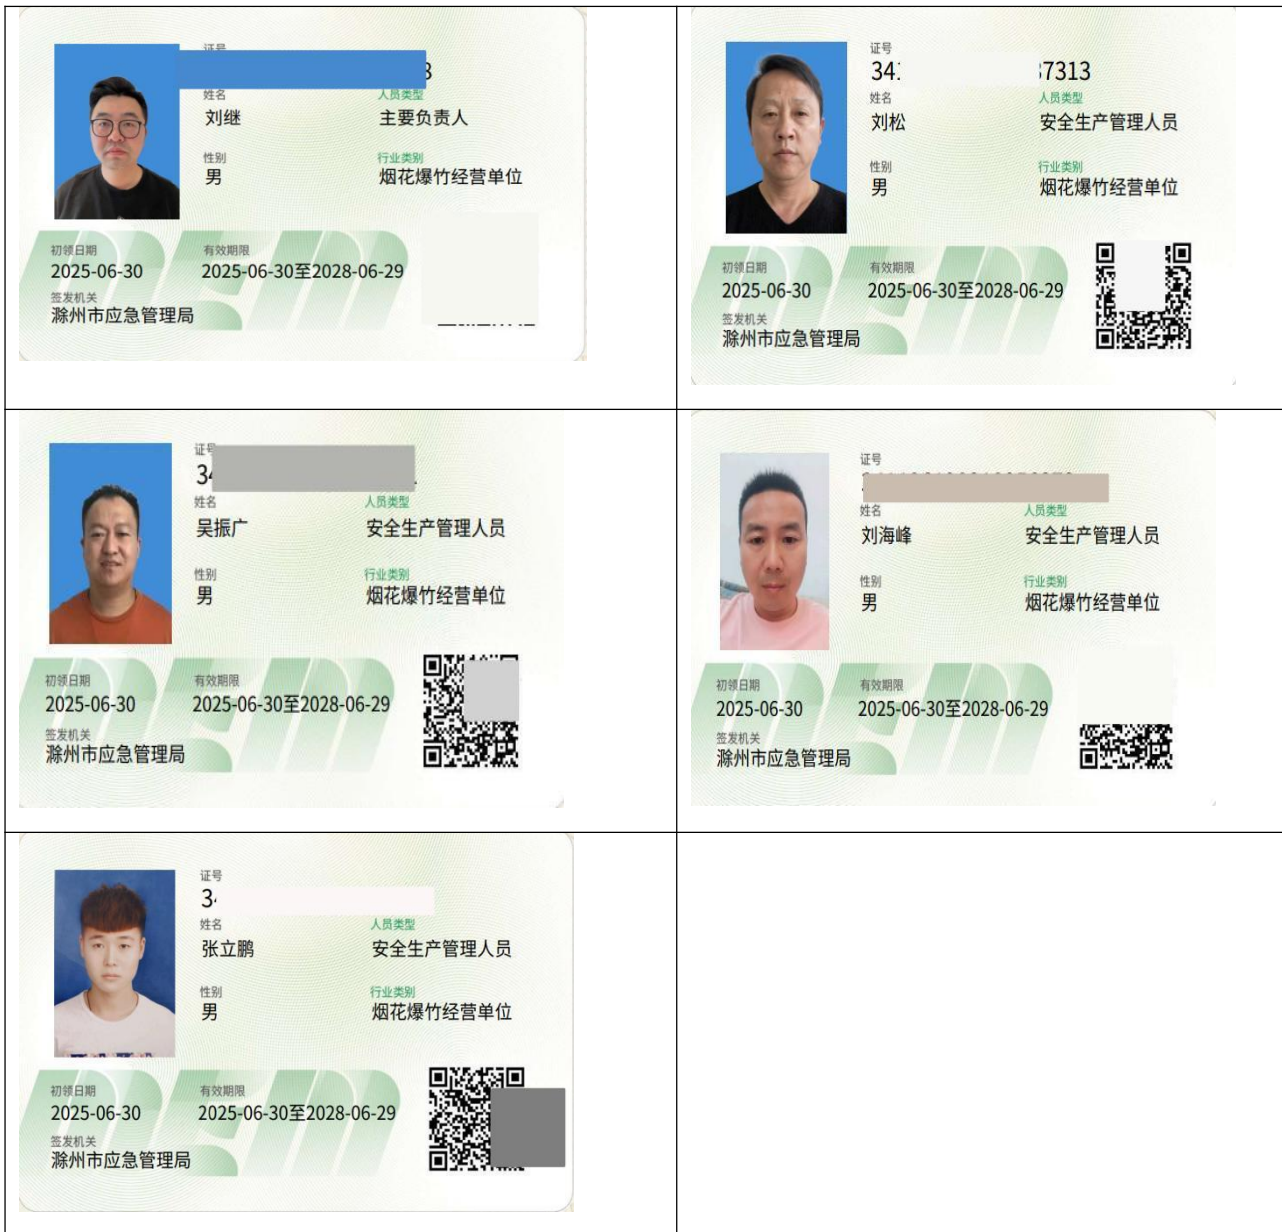 证号
姓名
人员类型
刘继
主要负责人
性别
行业类别
男
烟花爆竹经营单位
初领日期
有效期限
2025-06-30
2025-06-30至2028-06-29
签发机关
滁州市应急管理局
证号
34
7313
姓名
人员类型
刘松
安全生产管理人员
性别
行业类别
男
烟花爆竹经营单位
初领日期
有效期限
2025-06-30
2025-06-30至2028-06-29
签发机关
滁州市应急管理局
证号
3
姓名
人员类型
吴振广
安全生产管理人员
性别
行业类别
男
烟花爆竹经营单位
初领日期
有效期限
2025-06-30
2025-06-30至2028-06-29
签发机关
滁州市应急管理局
证号
姓名
人员类型
刘海峰
安全生产管理人员
性别
行业类别
男
烟花爆竹经营单位
初领日期
有效期限
2025-06-30
2025-06-30至2028-06-29
签发机关
滁州市应急管理局
证号
3
姓名
人员类型
张立鹏
安全生产管理人员
性别
行业类别
男
烟花爆竹经营单位
初领日期
有效期限
2025-06-30
2025-06-30至2028-06-29
签发机关
滁州市应急管理局